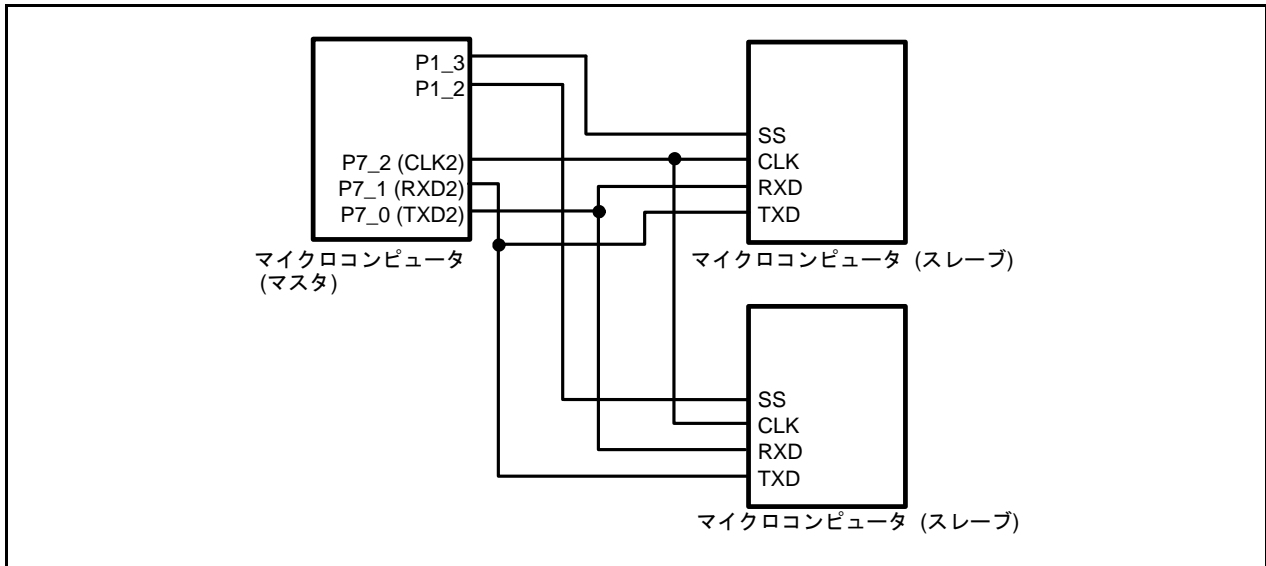 P1_3
P1_2
P7_2 (CLK2)
P7_1 (RXD2)
P7_0 (TXD2)
マイクロコンピュータ
(マスタ)
SS
CLK
RXD
TXD
マイクロコンピュータ (スレーブ)
SS
CLK
RXD
TXD
マイクロコンピュータ (スレーブ)